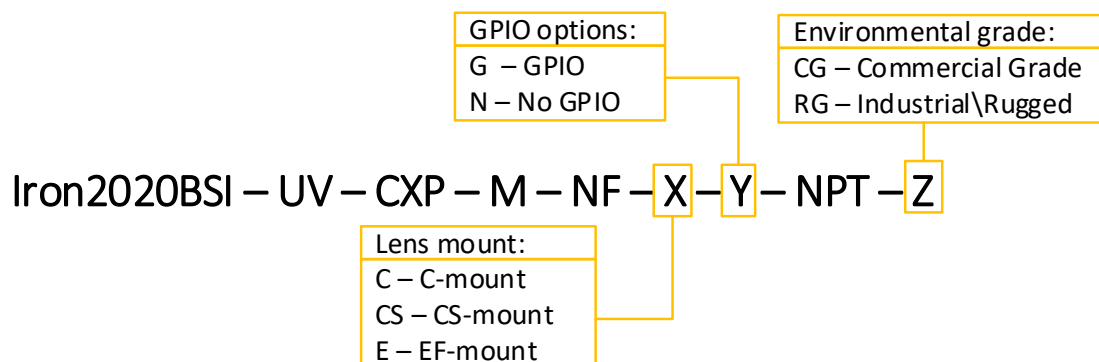 GPIO options:
G – GPIO
N – No GPIO
Environmental grade:
CG – Commercial Grade
RG – Industrial\Rugged
Iron2020BSI – UV – CXP – M – NF – X – Y – NPT – Z
Lens mount:
C – C-mount
CS – CS-mount
E – EF-mount